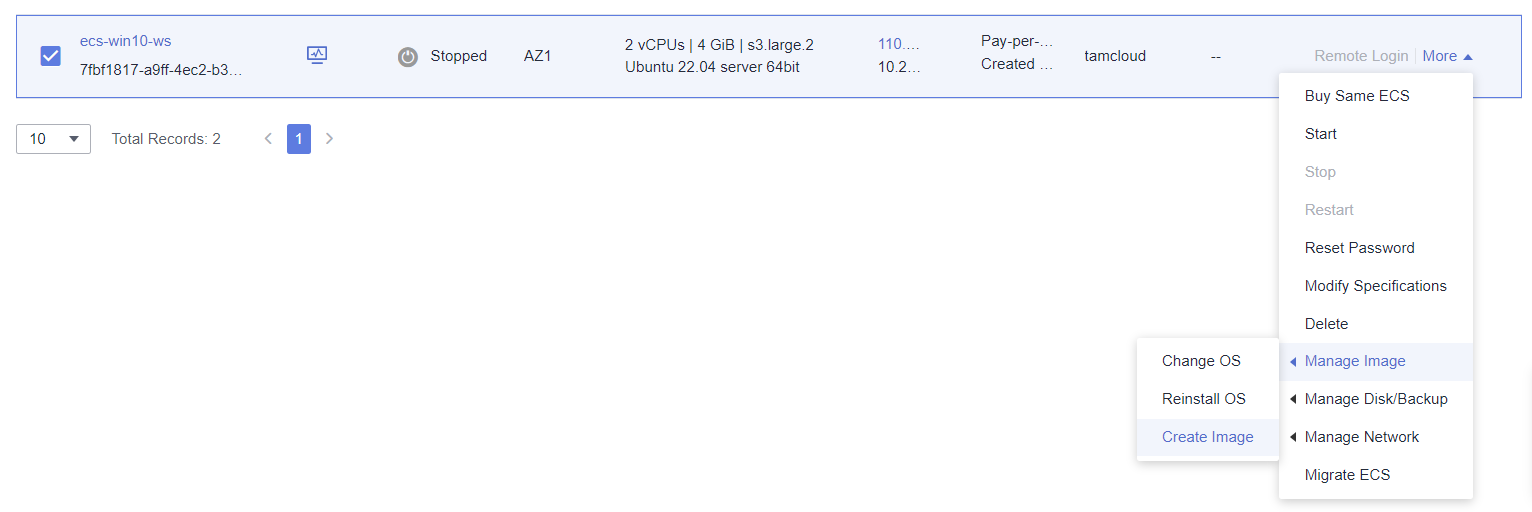 ecs-win10-ws
7fbf1817-a9ff-4ec2-b3...
Stopped
AZ1
2 vCPUs | 4 GiB | s3.large.2
Ubuntu 22.04 server 64bit
110....
10.2...
Pay-per-...
Created ...
tamcloud
--
Remote Login
More
10
Total Records: 2
1
Buy Same ECS
Start
Stop
Restart
Reset Password
Modify Specifications
Delete
Manage Image
Manage Disk/Backup
Manage Network
Migrate ECS
Change OS
Reinstall OS
Create Image